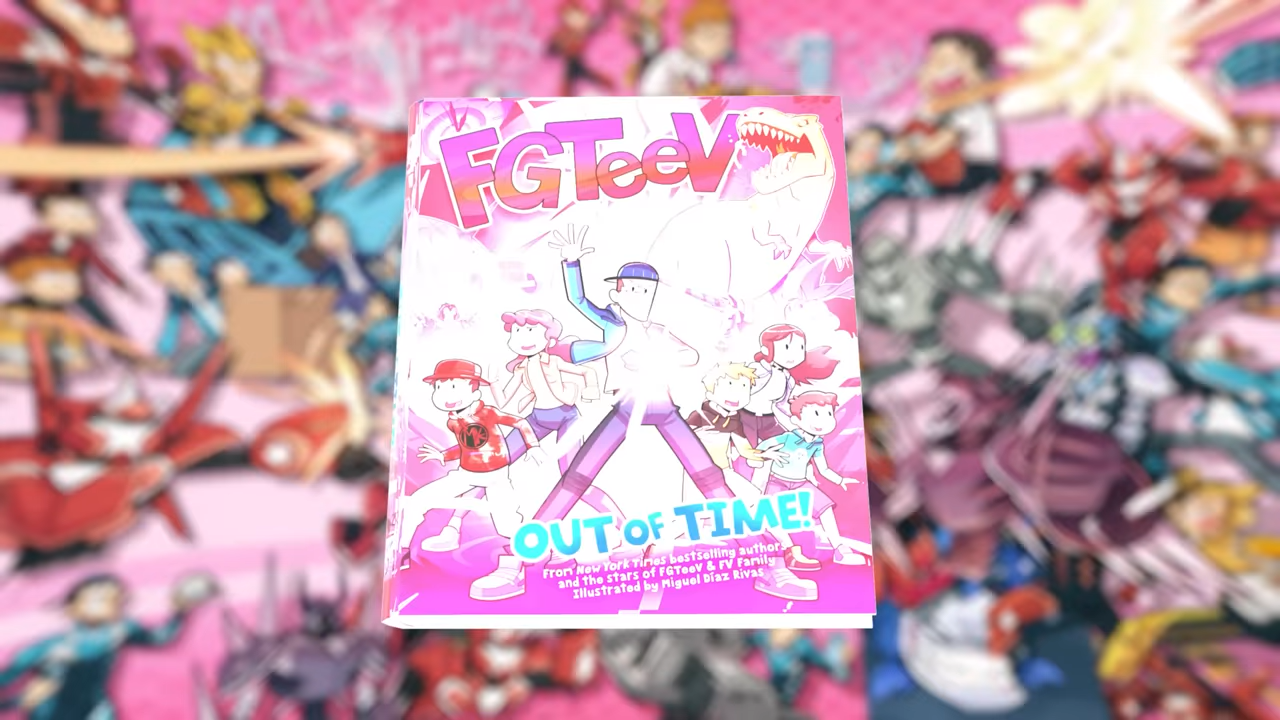 FGTeeV
OUT OF TIME!
From New York Times bestselling authors
and the stars of FGTeeV & FV Family
Illustrated by Miguel Díaz Rivas